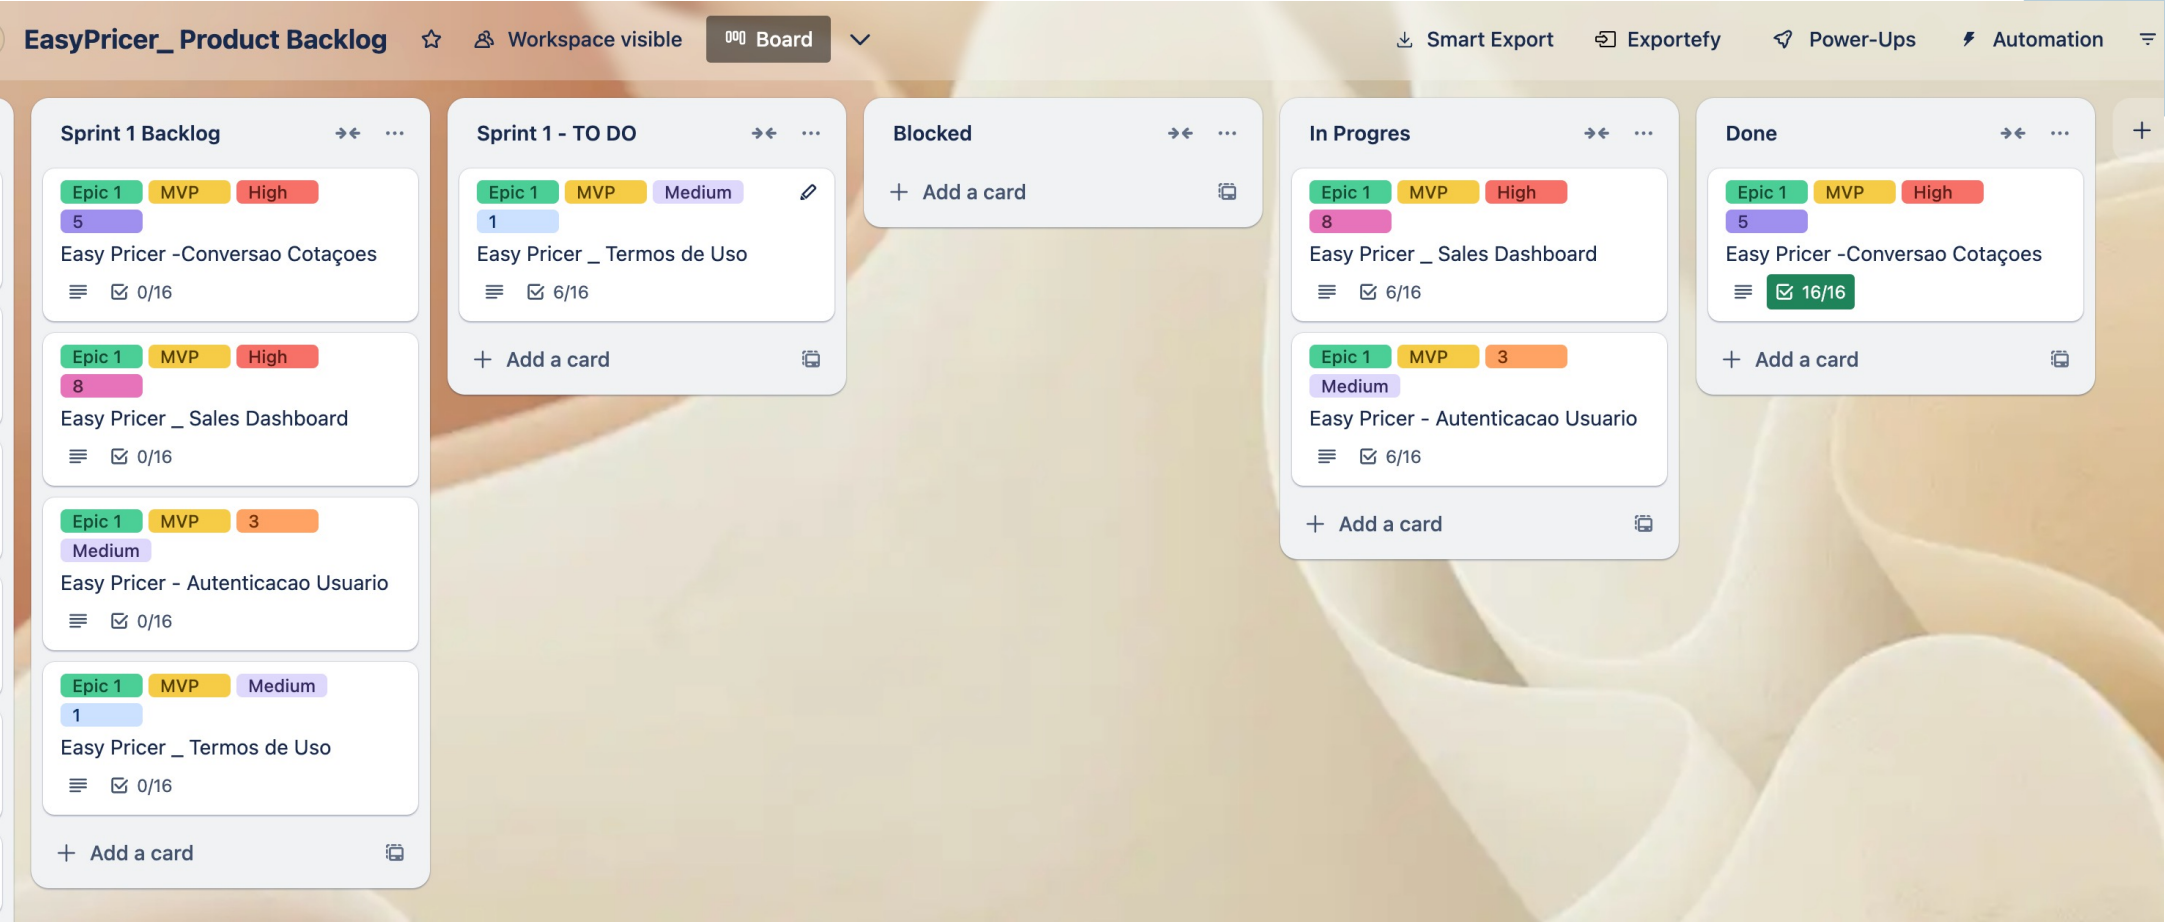 EasyPricer_ Product Backlog Workspace visible Board Smart Export Exportefy Power-Ups Automation
Sprint 1 Backlog
Epic 1 MVP High
5
Easy Pricer -Conversao Cotaçoes
0/16
Epic 1 MVP High
8
Easy Pricer _ Sales Dashboard
0/16
Epic 1 MVP 3
Medium
Easy Pricer - Autenticacao Usuario
0/16
Epic 1 MVP Medium
1
Easy Pricer _ Termos de Uso
0/16
+ Add a card
Sprint 1 - TO DO
Epic 1 MVP Medium
1
Easy Pricer _ Termos de Uso
6/16
+ Add a card
Blocked
+ Add a card
In Progres
Epic 1 MVP High
8
Easy Pricer _ Sales Dashboard
6/16
Epic 1 MVP 3
Medium
Easy Pricer - Autenticacao Usuario
6/16
+ Add a card
Done
Epic 1 MVP High
5
Easy Pricer -Conversao Cotaçoes
16/16
+ Add a card